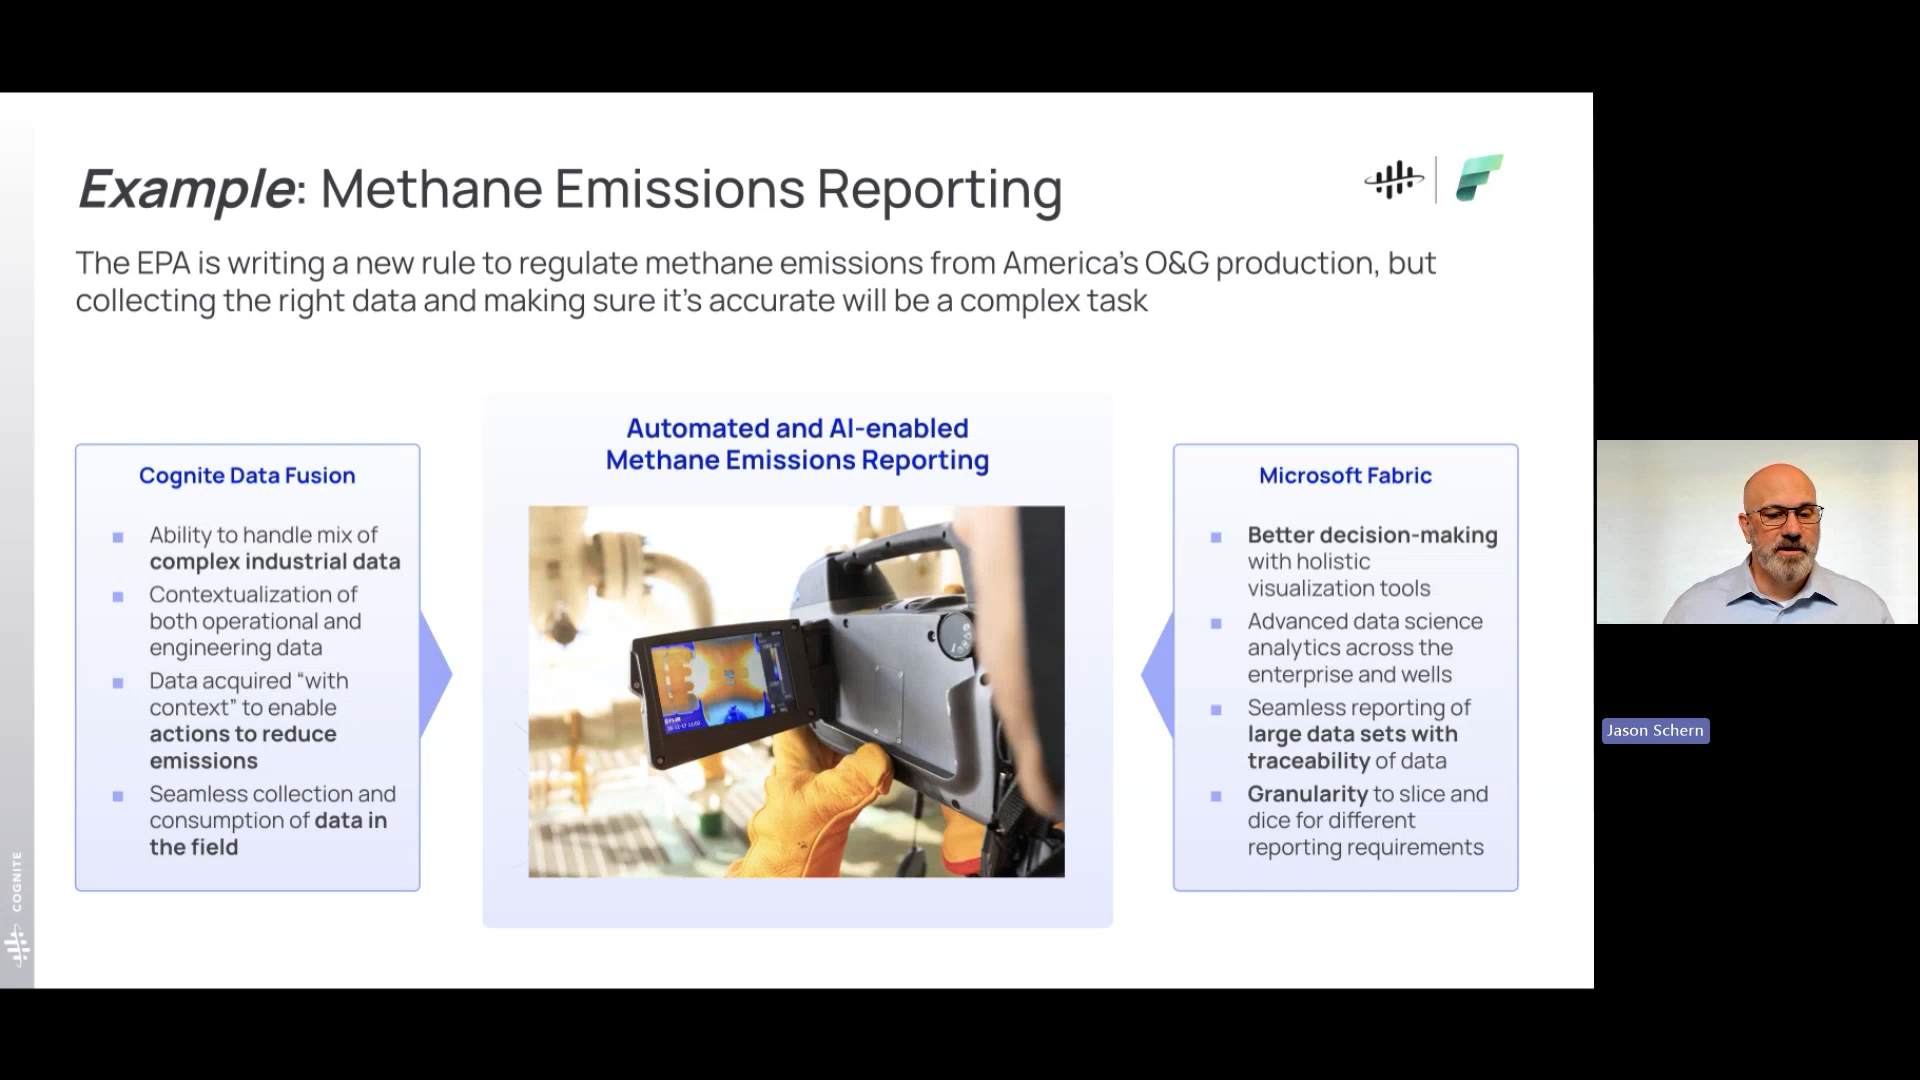 Example: Methane Emissions Reporting
The EPA is writing a new rule to regulate methane emissions from America's O&G production, but
collecting the right data and making sure it's accurate will be a complex task
Cognite Data Fusion
Ability to handle mix of
complex industrial data
Contextualization of
both operational and
engineering data
Data acquired “with
context” to enable
actions to reduce
emissions
Seamless collection and
consumption of data in
the field
Automated and AI-enabled
Methane Emissions Reporting
Microsoft Fabric
Better decision-making
with holistic
visualization tools
Advanced data science
analytics across the
enterprise and wells
Seamless reporting of
large data sets with
traceability of data
Granularity to slice and
dice for different
reporting requirements
COGNITE
Jason Schern